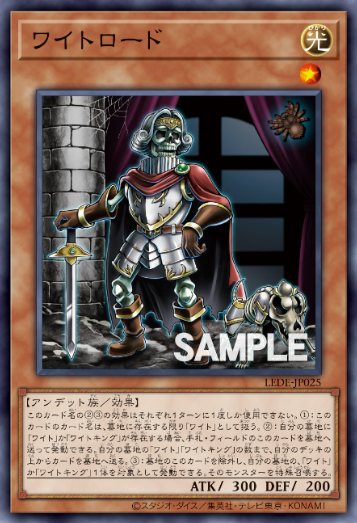 ワイトロード
光
SAMPLE
LEDE-JP025
【アンデット族/効果】
このカード名の②③の効果はそれぞれ1ターンに1度しか使用できない。①:この
カードのカード名は、墓地に存在する限り「ワイト」として扱う。②:自分の墓地に
「ワイト」か「ワイトキング」が存在する場合、手札・フィールドのこのカードを墓地へ
送って発動できる。自分の墓地の「ワイト」「ワイトキング」の数まで、自分のデッキの
上からカードを墓地へ送る。③:墓地のこのカードを除外し、自分の墓地の、「ワイト」
か「ワイトキング」1体を対象として発動できる。そのモンスターを特殊召喚する。
ATK/ 300 DEF/ 200
©スタジオ・ダイス/集英社・テレビ東京・KONAMI